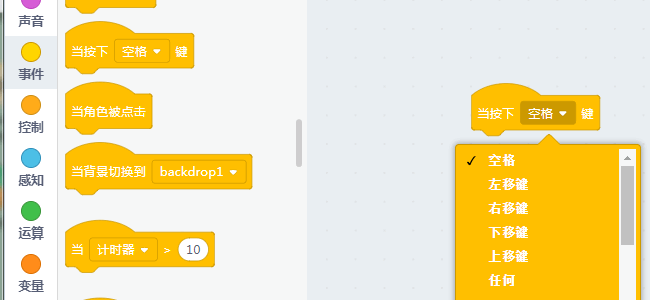 声音
事件
控制
感知
运算
变量
当按下 空格 键
当角色被点击
当背景切换到 backdrop1
当 计时器 > 10
当按下 空格 键
✓ 空格
左移键
右移键
下移键
上移键
任何